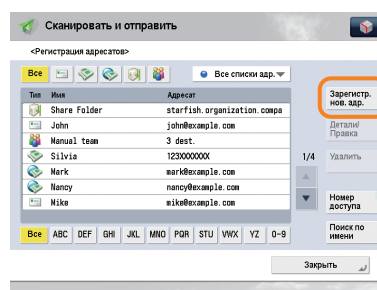 Сканировать и отправить
<Регистрация адресатов>
Все
Все списки адр.
Тип Имя Адресат
Share Folder starfish.organization.compa
John john@example.com
Manual team 3 dest.
Silvia 123XXXXXXX
Mark mark@example.com
Nancy nancy@example.com
Mike mike@example.com
1/4
Зарегистр. нов. адр.
Детали/ Правка
Удалить
Номер доступа
Поиск по имени
Все ABC DEF GHI JKL MNO PQR STU VWX YZ 0-9
Закрыть